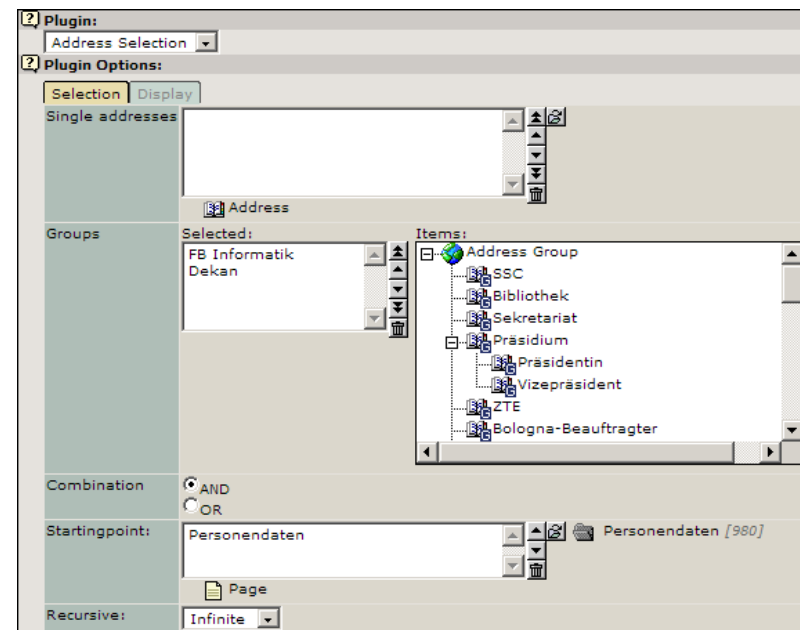 Plugin:
Address Selection
Plugin Options:
Selection Display
Single addresses
Address
Groups
Selected:
FB Informatik
Dekan
Items:
Address Group
SSC
Bibliothek
Sekretariat
Präsidium
Präsidentin
Vizepräsident
ZTE
Bologna-Beauftragter
Combination
AND
OR
Startingpoint:
Personendaten
Personendaten [980]
Page
Recursive:
Infinite